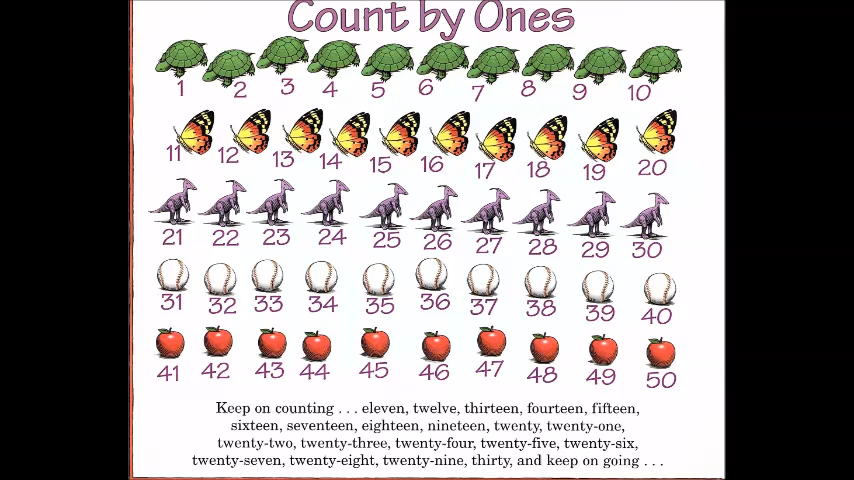 Count by Ones
1 2 3 4 5 6 7 8 9 10
11 12 13 14 15 16 17 18 19 20
21 22 23 24 25 26 27 28 29 30
31 32 33 34 35 36 37 38 39 40
41 42 43 44 45 46 47 48 49 50
Keep on counting . . . eleven, twelve, thirteen, fourteen, fifteen,
sixteen, seventeen, eighteen, nineteen, twenty, twenty-one,
twenty-two, twenty-three, twenty-four, twenty-five, twenty-six,
twenty-seven, twenty-eight, twenty-nine, thirty, and keep on going . . .